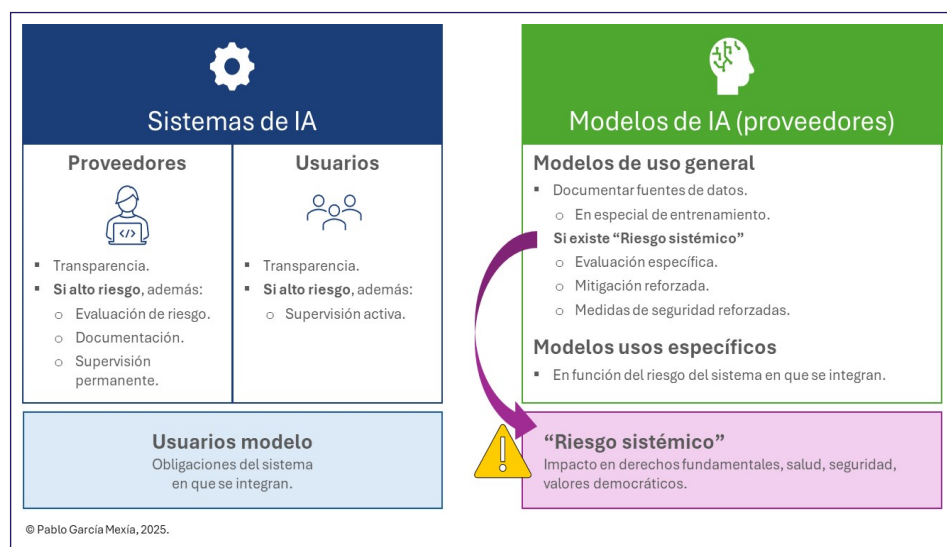 Sistemas de IA
Proveedores
</>
▪ Transparencia.
▪ Si alto riesgo, además:
o Evaluación de riesgo.
o Documentación.
o Supervisión
permanente.
Usuarios
▪ Transparencia.
▪ Si alto riesgo, además:
o Supervisión activa.
Usuarios modelo
Obligaciones del sistema
en que se integran.
Modelos de IA (proveedores)
Modelos de uso general
▪ Documentar fuentes de datos.
o En especial de entrenamiento.
Si existe “Riesgo sistémico”
o Evaluación específica.
o Mitigación reforzada.
o Medidas de seguridad reforzadas.
Modelos usos específicos
▪ En función del riesgo del sistema en que se integran.
!
“Riesgo sistémico”
Impacto en derechos fundamentales, salud, seguridad,
valores democráticos.
© Pablo García Mexía, 2025.